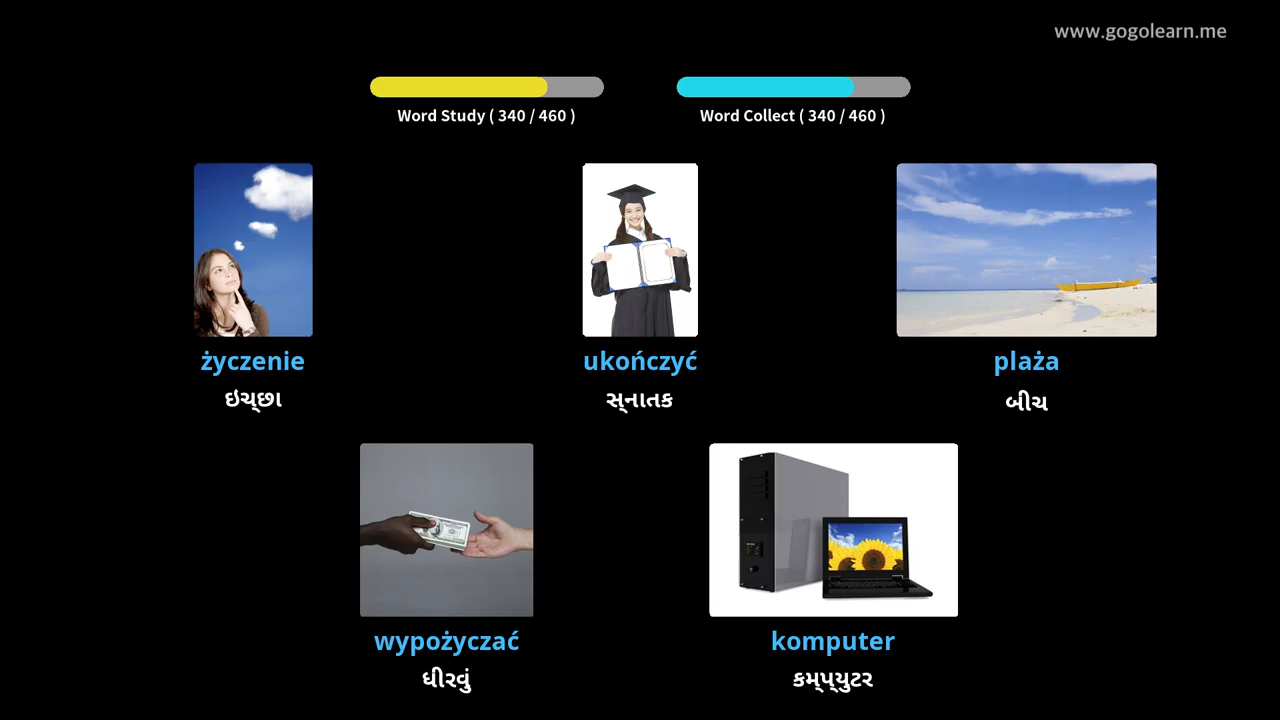 www.gogolearn.me
Word Study ( 340 / 460 )
Word Collect ( 340 / 460 )
życzenie
ઇચ્છા
ukończyć
સ્નાતક
plaża
બીચ
wypożyczać
ધીરવું
komputer
કમ્પ્યુટર